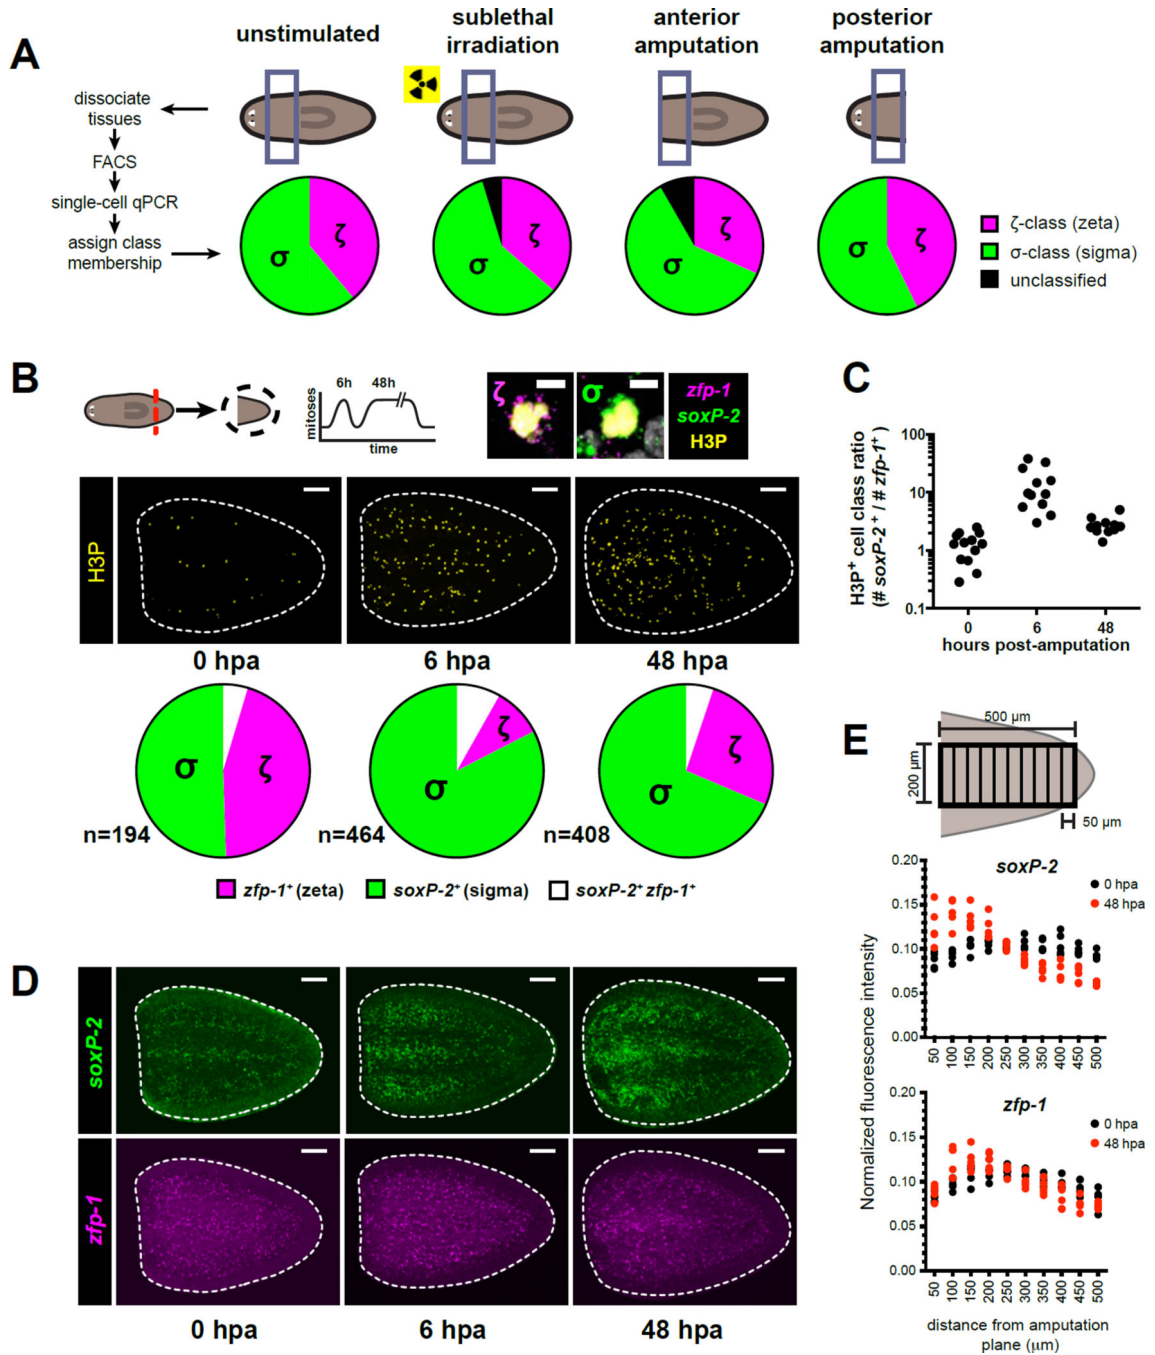 A
unstimulated
sublethal
irradiation
anterior
amputation
posterior
amputation
dissociate
tissues
FACS
single-cell qPCR
assign class
membership
σ
ζ
σ
ζ
σ
ζ
σ
ζ
ζ-class (zeta)
σ-class (sigma)
unclassified
B
mitoses
6h
48h
time
ζ
σ
zfp-1
soxP-2
H3P
H3P
0 hpa
6 hpa
48 hpa
σ
ζ
n=194
σ
ζ
n=464
σ
ζ
n=408
zfp-1+ (zeta)
soxP-2+ (sigma)
soxP-2+ zfp-1+
C
H3P+ cell class ratio
(# soxP-2+ / # zfp-1+)
100
10
1
0.1
0
6
48
hours post-amputation
D
soxP-2
zfp-1
0 hpa
6 hpa
48 hpa
E
500 µm
200 µm
50 µm
Normalized fluorescence intensity
soxP-2
0 hpa
48 hpa
0.20
0.15
0.10
0.05
0.00
50
100
150
200
250
300
350
400
450
500
zfp-1
0 hpa
48 hpa
0.20
0.15
0.10
0.05
0.00
50
100
150
200
250
300
350
400
450
500
distance from amputation
plane (µm)